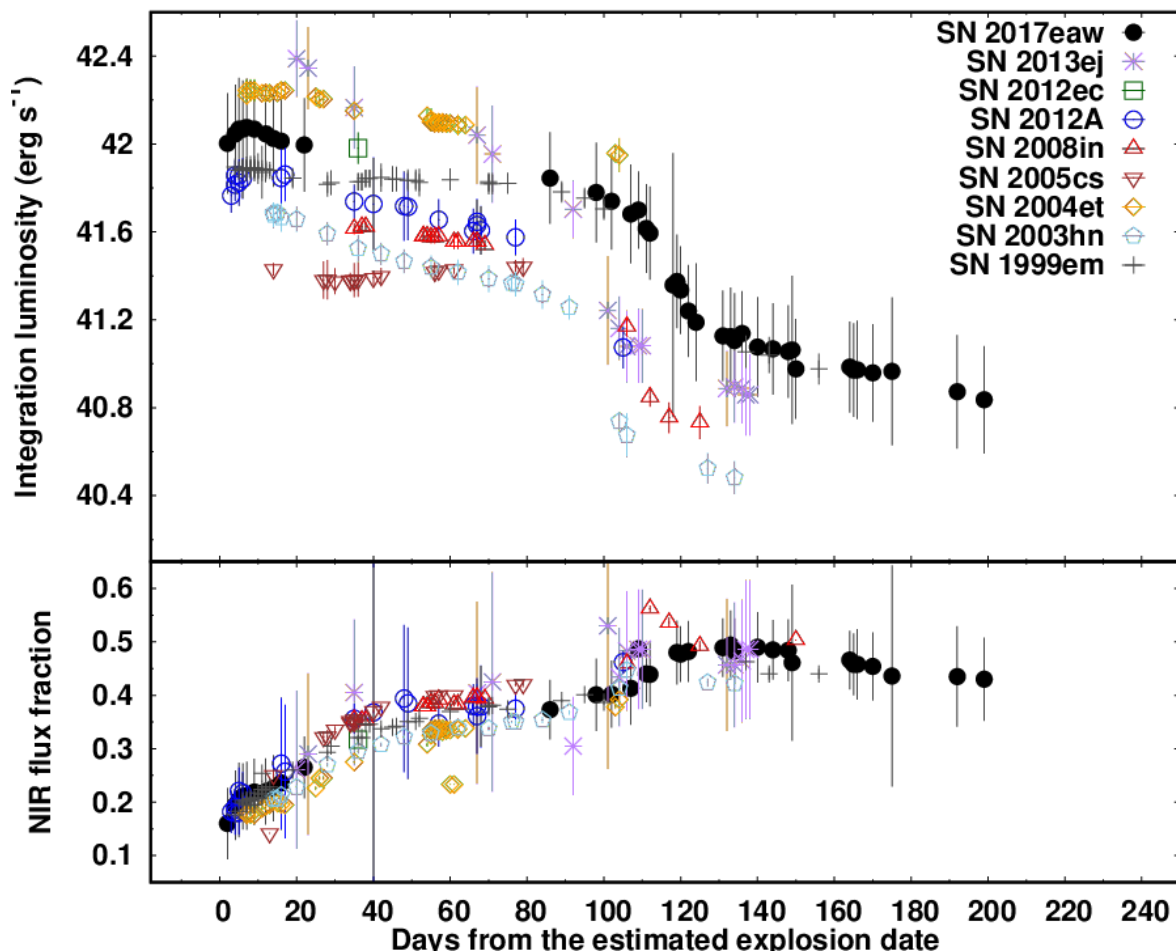 Integration luminosity (erg s⁻¹)
42.4
42
41.6
41.2
40.8
40.4
SN 2017eaw
SN 2013ej
SN 2012ec
SN 2012A
SN 2008in
SN 2005cs
SN 2004et
SN 2003hn
SN 1999em
NIR flux fraction
0.6
0.5
0.4
0.3
0.2
0.1
0 20 40 60 80 100 120 140 160 180 200 220 240
Days from the estimated explosion date